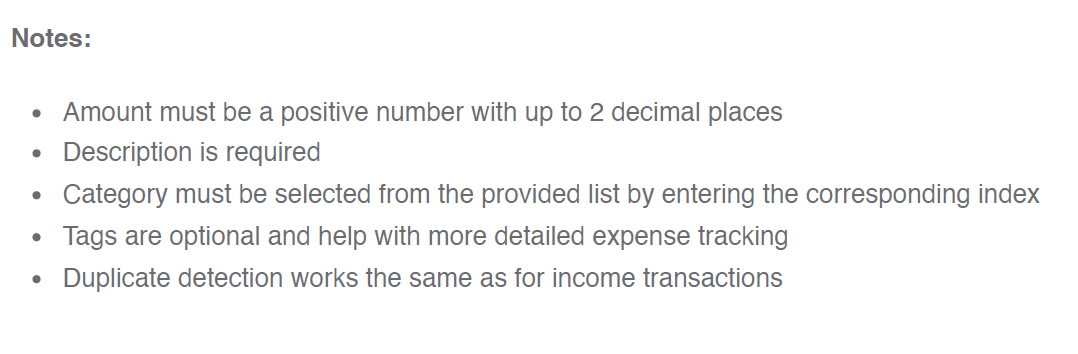 Notes:
• Amount must be a positive number with up to 2 decimal places
• Description is required
• Category must be selected from the provided list by entering the corresponding index
• Tags are optional and help with more detailed expense tracking
• Duplicate detection works the same as for income transactions